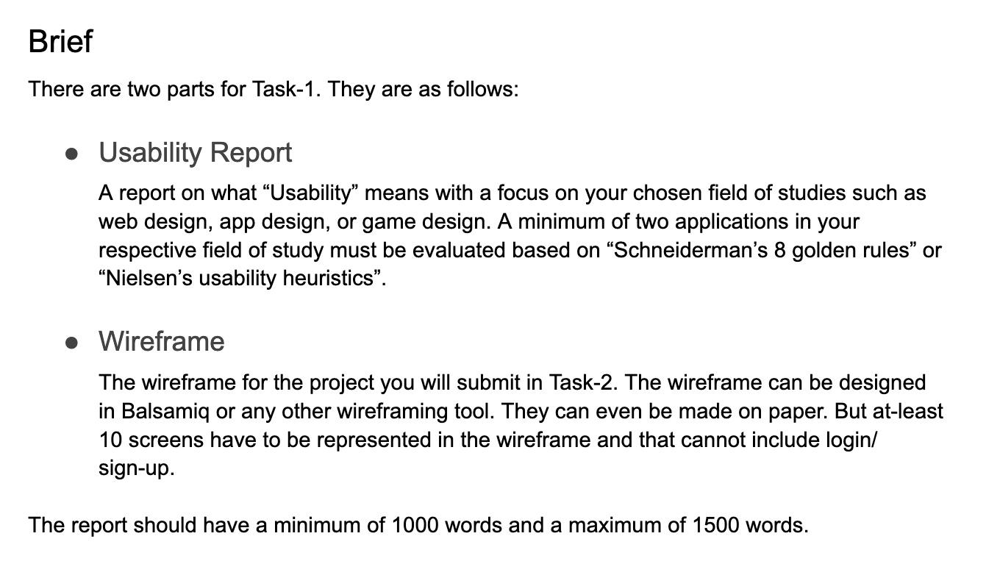 Brief
There are two parts for Task-1. They are as follows:
● Usability Report
A report on what “Usability” means with a focus on your chosen field of studies such as
web design, app design, or game design. A minimum of two applications in your
respective field of study must be evaluated based on “Schneiderman’s 8 golden rules” or
“Nielsen’s usability heuristics”.
● Wireframe
The wireframe for the project you will submit in Task-2. The wireframe can be designed
in Balsamiq or any other wireframing tool. They can even be made on paper. But at-least
10 screens have to be represented in the wireframe and that cannot include login/
sign-up.
The report should have a minimum of 1000 words and a maximum of 1500 words.